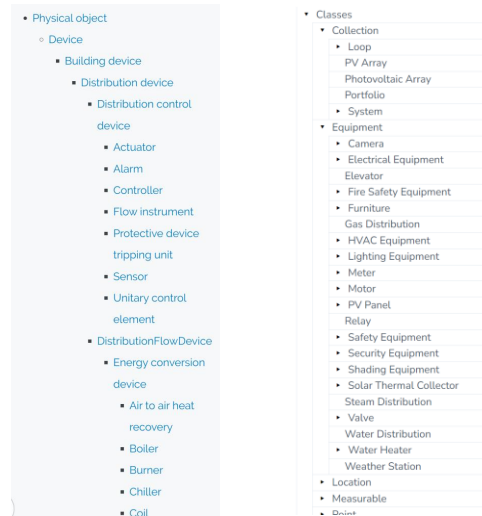 Physical object
Device
Building device
Distribution device
Distribution control
device
Actuator
Alarm
Controller
Flow instrument
Protective device
tripping unit
Sensor
Unitary control
element
DistributionFlowDevice
Energy conversion
device
Air to air heat
recovery
Boiler
Burner
Chiller
Coil
Classes
Collection
Loop
PV Array
Photovoltaic Array
Portfolio
System
Equipment
Camera
Electrical Equipment
Elevator
Fire Safety Equipment
Furniture
Gas Distribution
HVAC Equipment
Lighting Equipment
Meter
Motor
PV Panel
Relay
Safety Equipment
Security Equipment
Shading Equipment
Solar Thermal Collector
Steam Distribution
Valve
Water Distribution
Water Heater
Weather Station
Location
Measurable
Point